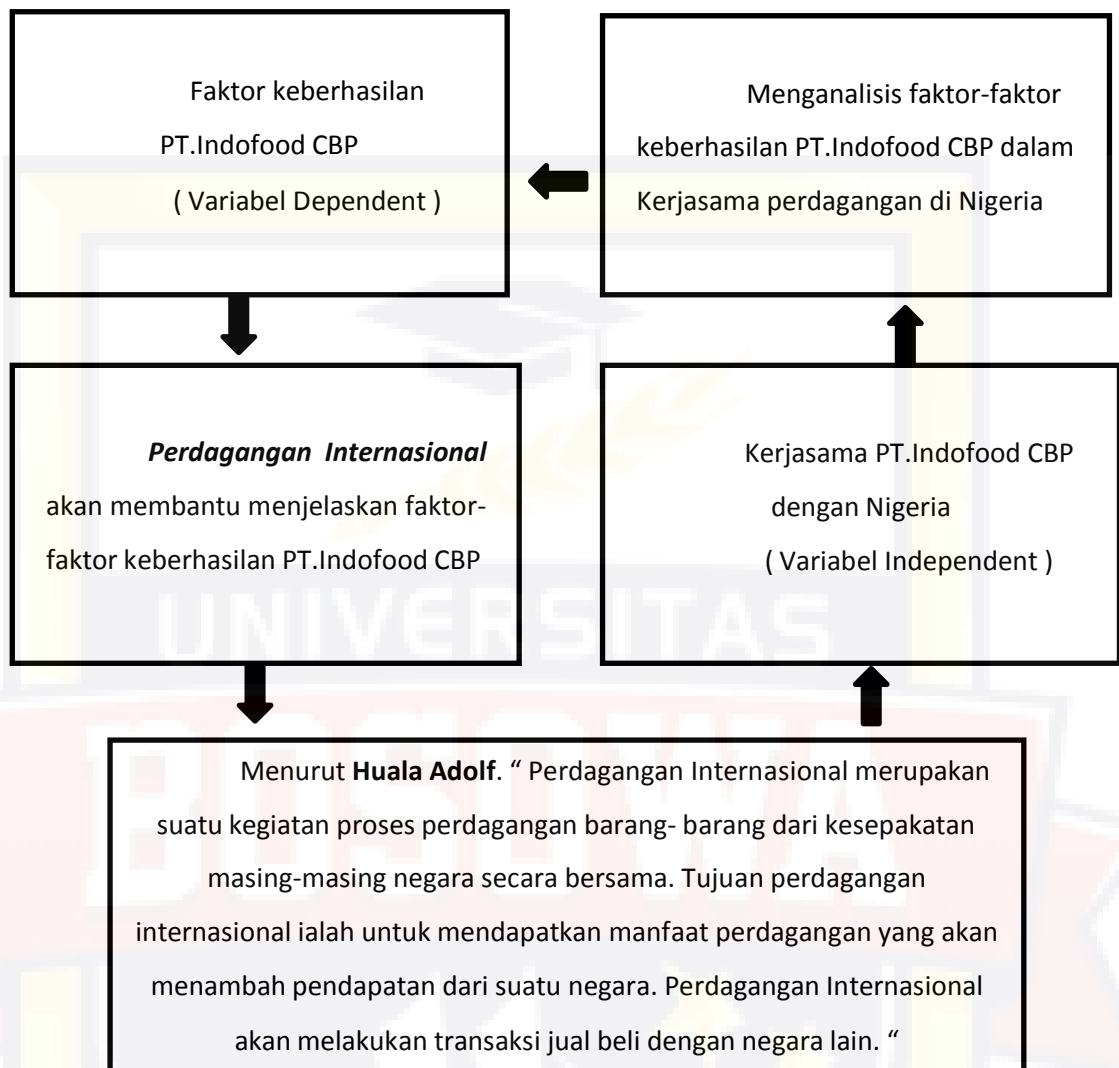 Faktor keberhasilan
PT.Indofood CBP
( Variabel Dependent )
Menganalisis faktor-faktor
keberhasilan PT.Indofood CBP dalam
Kerjasama perdagangan di Nigeria
Perdagangan Internasional
akan membantu menjelaskan faktor-
faktor keberhasilan PT.Indofood CBP
Kerjasama PT.Indofood CBP
dengan Nigeria
( Variabel Independent )
UNIVERSITAS
BOSOWA
Menurut Huala Adolf. “ Perdagangan Internasional merupakan
suatu kegiatan proses perdagangan barang- barang dari kesepakatan
masing-masing negara secara bersama. Tujuan perdagangan
internasional ialah untuk mendapatkan manfaat perdagangan yang akan
menambah pendapatan dari suatu negara. Perdagangan Internasional
akan melakukan transaksi jual beli dengan negara lain. “